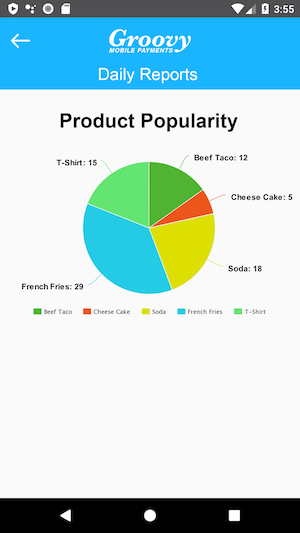 3:55
Groovy
MOBILE PAYMENTS
Daily Reports
Product Popularity
T-Shirt: 15
Beef Taco: 12
Cheese Cake: 5
Soda: 18
French Fries: 29
Beef Taco Cheese Cake Soda French Fries T-Shirt